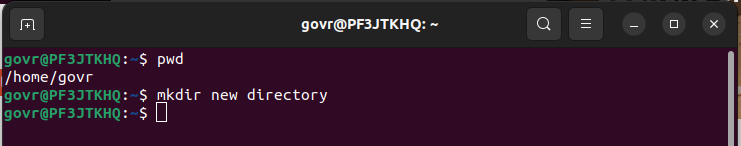 govr@PF3JTKHQ: ~
govr@PF3JTKHQ:~$ pwd
/home/govr
govr@PF3JTKHQ:~$ mkdir new directory
govr@PF3JTKHQ:~$